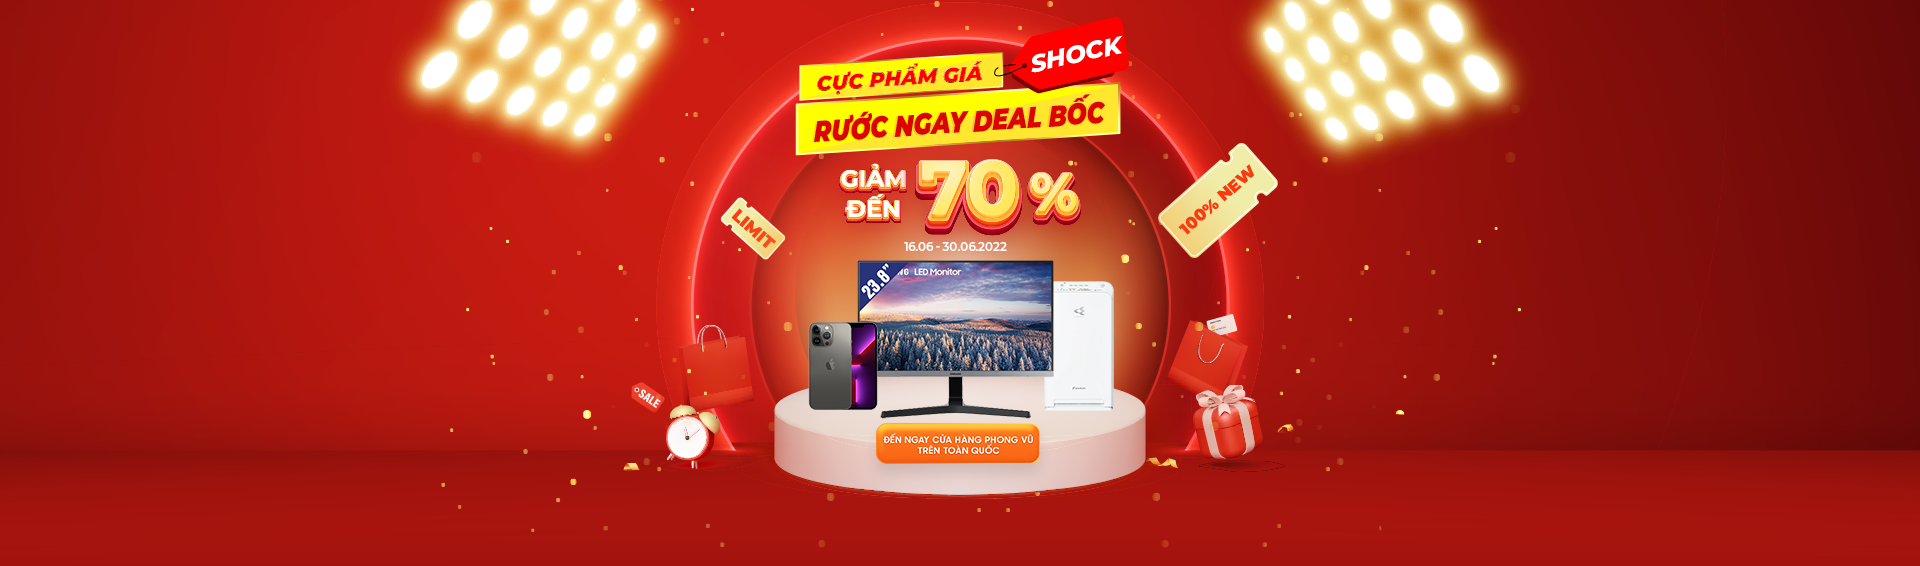 CỰC PHẨM GIÁ
SHOCK
RƯỚC NGAY DEAL BỐC
GIẢM
ĐẾN
70%
LIMIT
100% NEW
16.06 - 30.06.2022
LED Monitor
23.8"
SALE
ĐẾN NGAY CỬA HÀNG PHONG VŨ
TRÊN TOÀN QUỐC